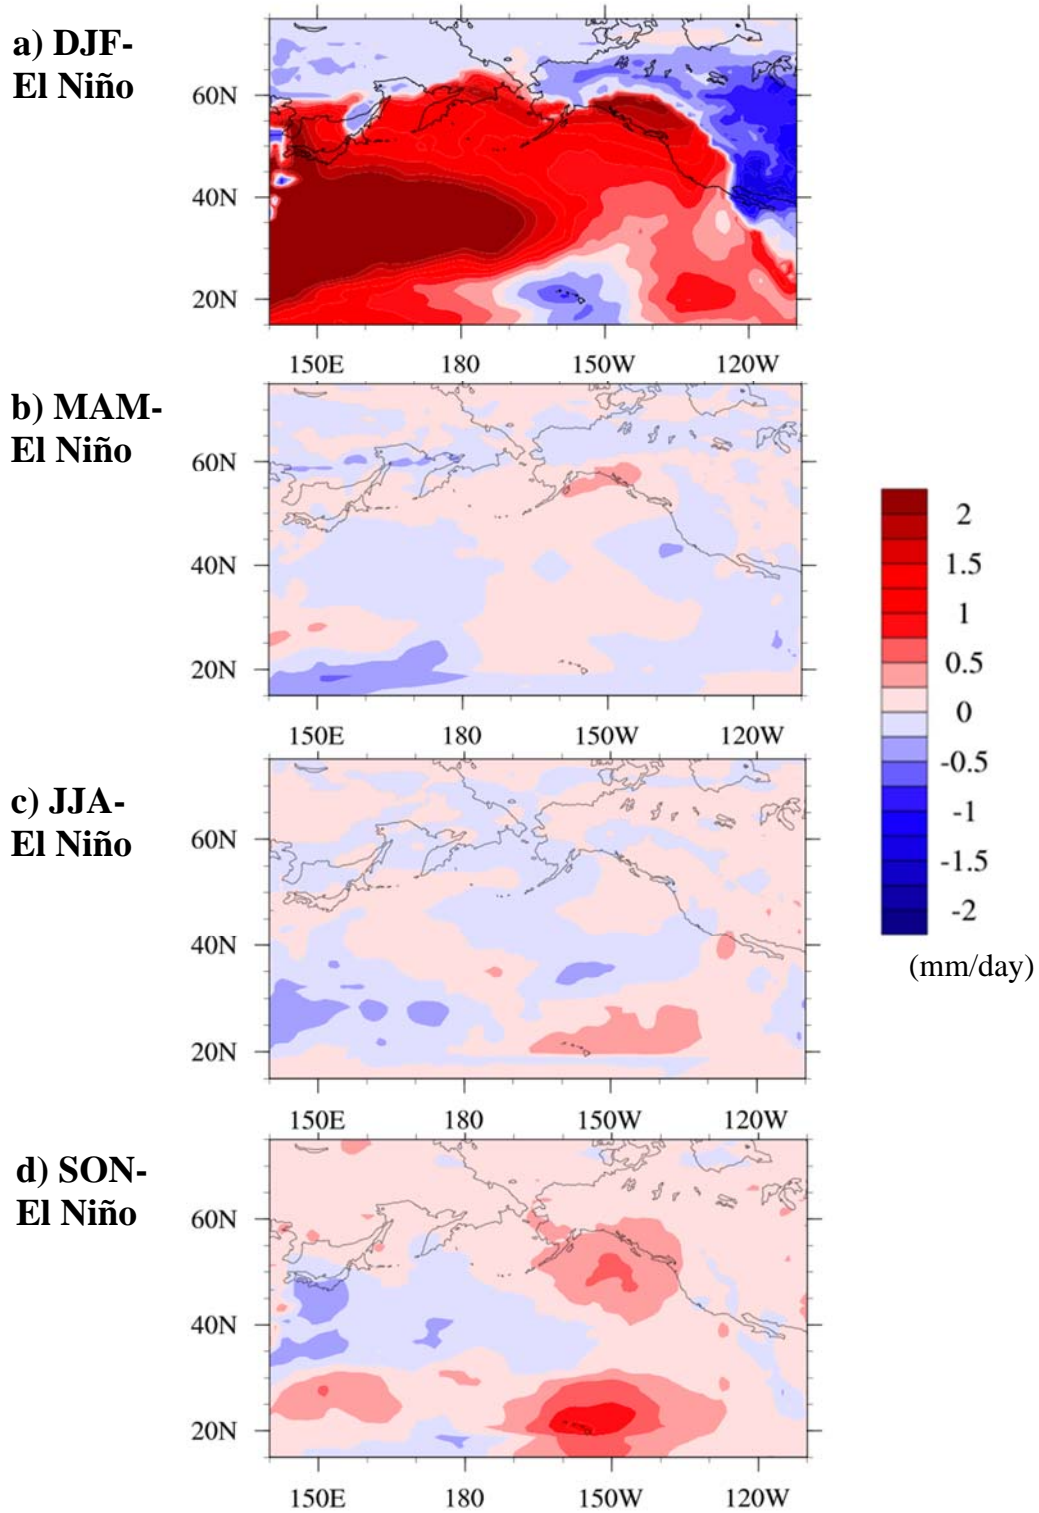 a) DJF-
El Niño
60N
40N
20N
150E 180 150W 120W
b) MAM-
El Niño
60N
40N
20N
150E 180 150W 120W
c) JJA-
El Niño
60N
40N
20N
150E 180 150W 120W
d) SON-
El Niño
60N
40N
20N
150E 180 150W 120W
2
1.5
1
0.5
0
-0.5
-1
-1.5
-2
(mm/day)